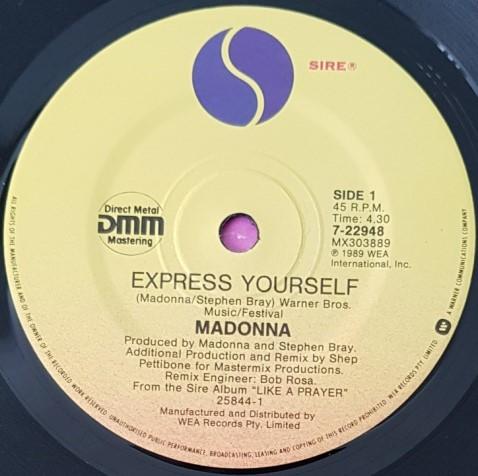 SIRE®
Direct Metal
DMM
Mastering
SIDE 1
45 R.P.M.
Time: 4.30
7-22948
MX303889
℗ 1989 WEA
International, Inc.
EXPRESS YOURSELF
(Madonna/Stephen Bray) Warner Bros.
Music/Festival
MADONNA
Produced by Madonna and Stephen Bray.
Additional Production and Remix by Shep
Pettibone for Mastermix Productions.
Remix Engineer: Bob Rosa.
From the Sire Album "LIKE A PRAYER"
25844-1
Manufactured and Distributed by
WEA Records Pty. Limited
ALL RIGHTS OF THE MANUFACTURER AND OF THE OWNER OF THE RECORDED WORK RESERVED. UNAUTHORISED PUBLIC PERFORMANCE, BROADCASTING, LEASING AND COPYING OF THIS RECORD PROHIBITED. WEA RECORDS PTY. LIMITED.
A WARNER COMMUNICATIONS COMPANY